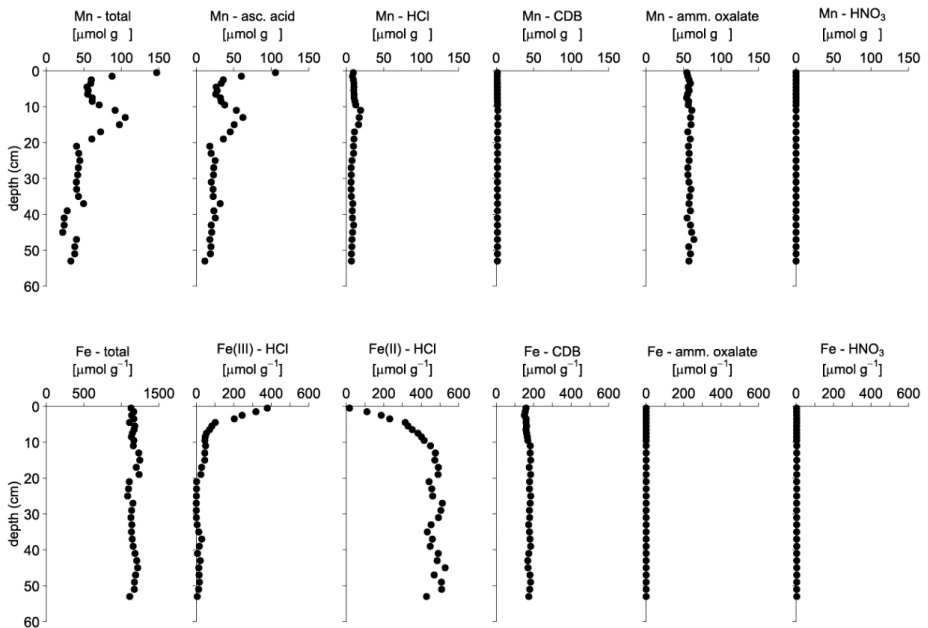 Mn - total Mn - asc. acid Mn - HCl Mn - CDB Mn - amm. oxalate Mn - HNO₃
[μmol g ] [μmol g ] [μmol g ] [μmol g ] [μmol g ] [μmol g ]
0 50 100 150 0 50 100 150 0 50 100 150 0 50 100 150 0 50 100 150 0 50 100 150
0
10
20
30
40
50
60
depth (cm)
Fe - total Fe(III) - HCl Fe(II) - HCl Fe - CDB Fe - amm. oxalate Fe - HNO₃
[μmol g⁻¹] [μmol g⁻¹] [μmol g⁻¹] [μmol g⁻¹] [μmol g⁻¹] [μmol g⁻¹]
0 500 1000 1500 0 200 400 600 0 200 400 600 0 200 400 600 0 200 400 600 0 200 400 600
0
10
20
30
40
50
60
depth (cm)